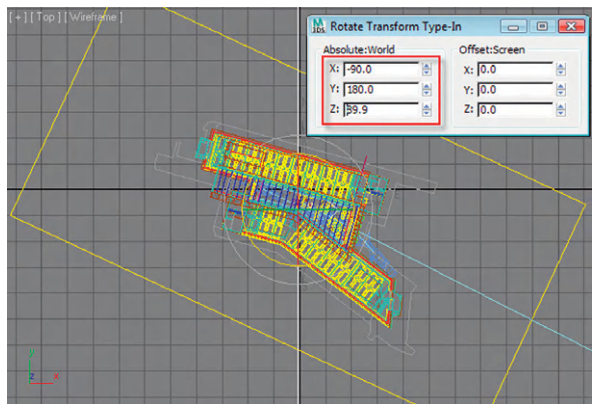 [+] [Top] [Wireframe]
Rotate Transform Type-In
Absolute:World
X: -90.0
Y: 180.0
Z: 39.9
Offset:Screen
X: 0.0
Y: 0.0
Z: 0.0
z
x